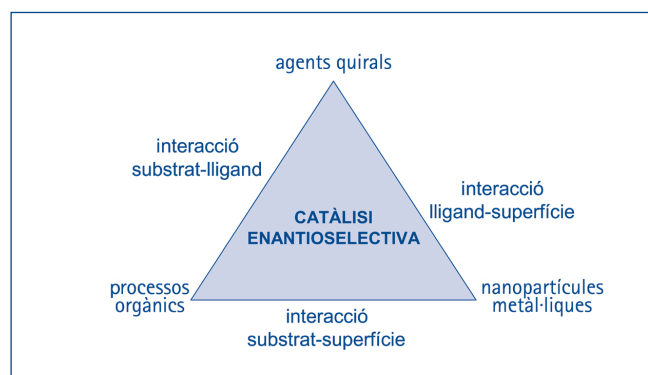 agents quirals
interacció
substrat-lligand
interacció
lligand-superfície
CATÀLISI
ENANTIOSELECTIVA
processos
orgànics
nanopartícules
metàl·liques
interacció
substrat-superfície